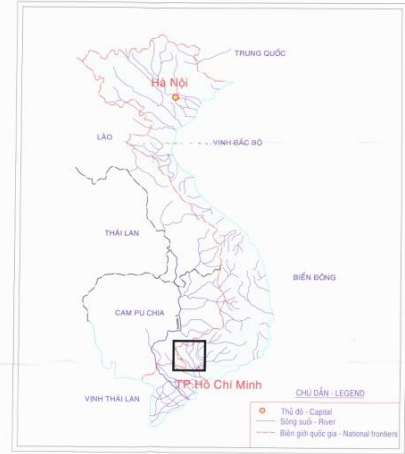 TRUNG QUỐC
Hà Nội
LÀO
VỊNH BẮC BỘ
THÁI LAN
BIỂN ĐÔNG
CAM PU CHIA
TP.Hồ Chí Minh
VỊNH THÁI LAN
CHÚ DẪN - LEGEND
Thủ đô - Capital
Sông suối - River
Biên giới quốc gia - National frontiers